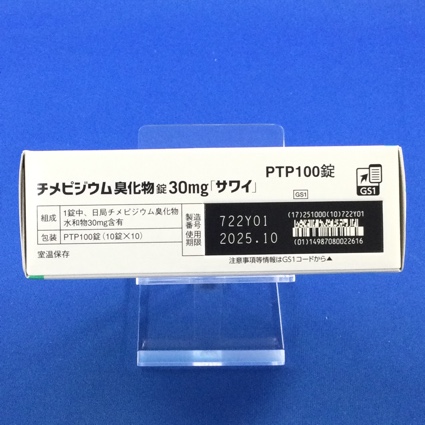 PTP100錠
GS1
チメピジウム臭化物錠30mg「サワイ」
GS1
組成 1錠中、日局チメピジウム臭化物水和物30mg含有
包装 PTP100錠(10錠×10)
室温保存
製造番号 722Y01
使用期限 2025.10
(17)251000(10)722Y01
(01)14987080022616
注意事項等情報はGS1コードから▲